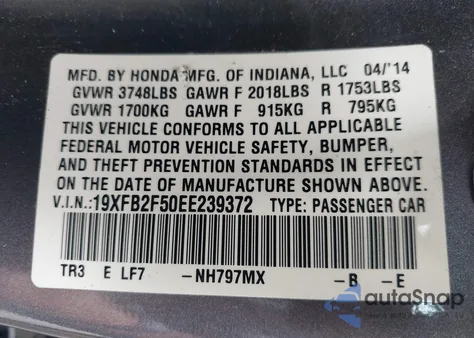 MFD. BY HONDA MFG. OF INDIANA, LLC 04/'14
GVWR 3748LBS GAWR F 2018LBS R 1753LBS
GVWR 1700KG GAWR F 915KG R 795KG
THIS VEHICLE CONFORMS TO ALL APPLICABLE
FEDERAL MOTOR VEHICLE SAFETY, BUMPER,
AND THEFT PREVENTION STANDARDS IN EFFECT
ON THE DATE OF MANUFACTURE SHOWN ABOVE.
V.I.N.:19XFB2F50EE239372 TYPE: PASSENGER CAR
TR3 E LF7 -NH797MX -B -E
autoSnap